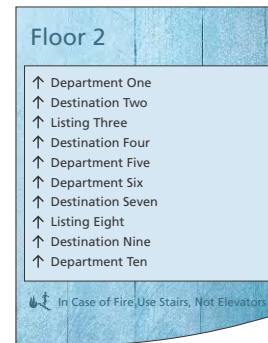 Floor 2
↑ Department One
↑ Destination Two
↑ Listing Three
↑ Destination Four
↑ Department Five
↑ Department Six
↑ Destination Seven
↑ Listing Eight
↑ Destination Nine
↑ Department Ten
In Case of Fire, Use Stairs, Not Elevators